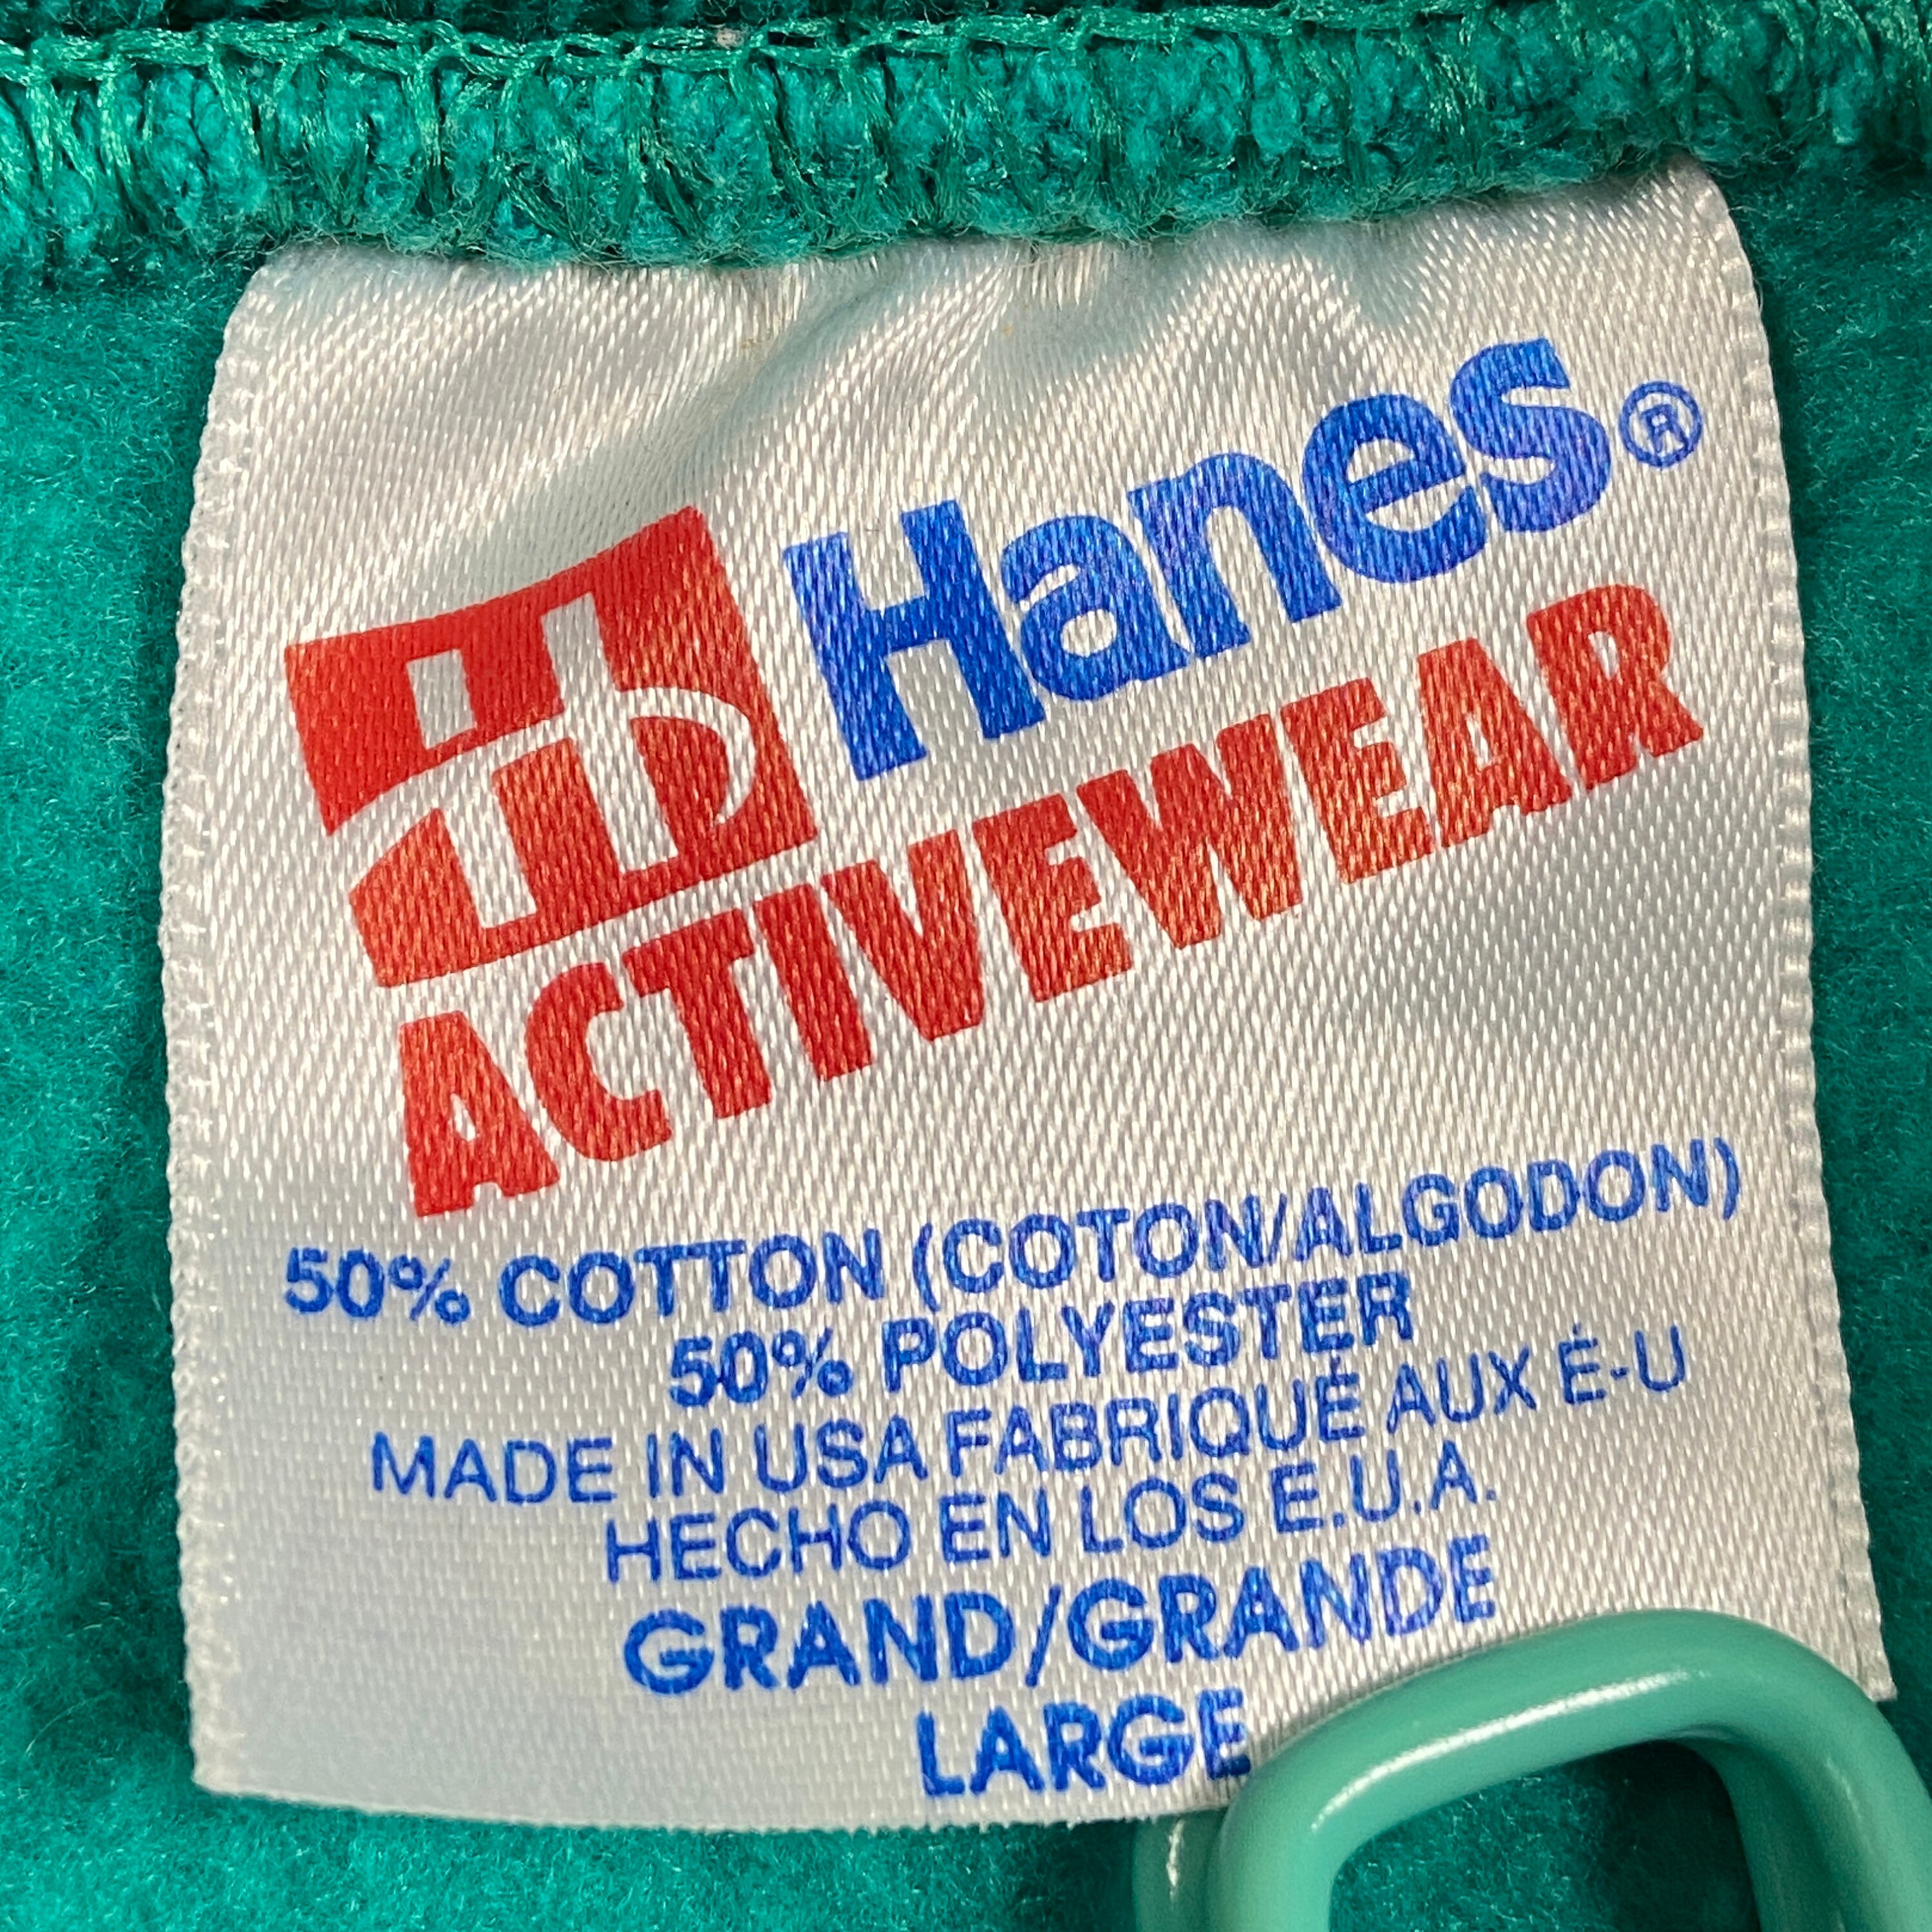 Hanes®
ACTIVEWEAR
50% COTTON (COTON/ALGODON)
50% POLYESTER
MADE IN USA FABRIQUÉ AUX É-U
HECHO EN LOS E.U.A.
GRAND/GRANDE
LARGE